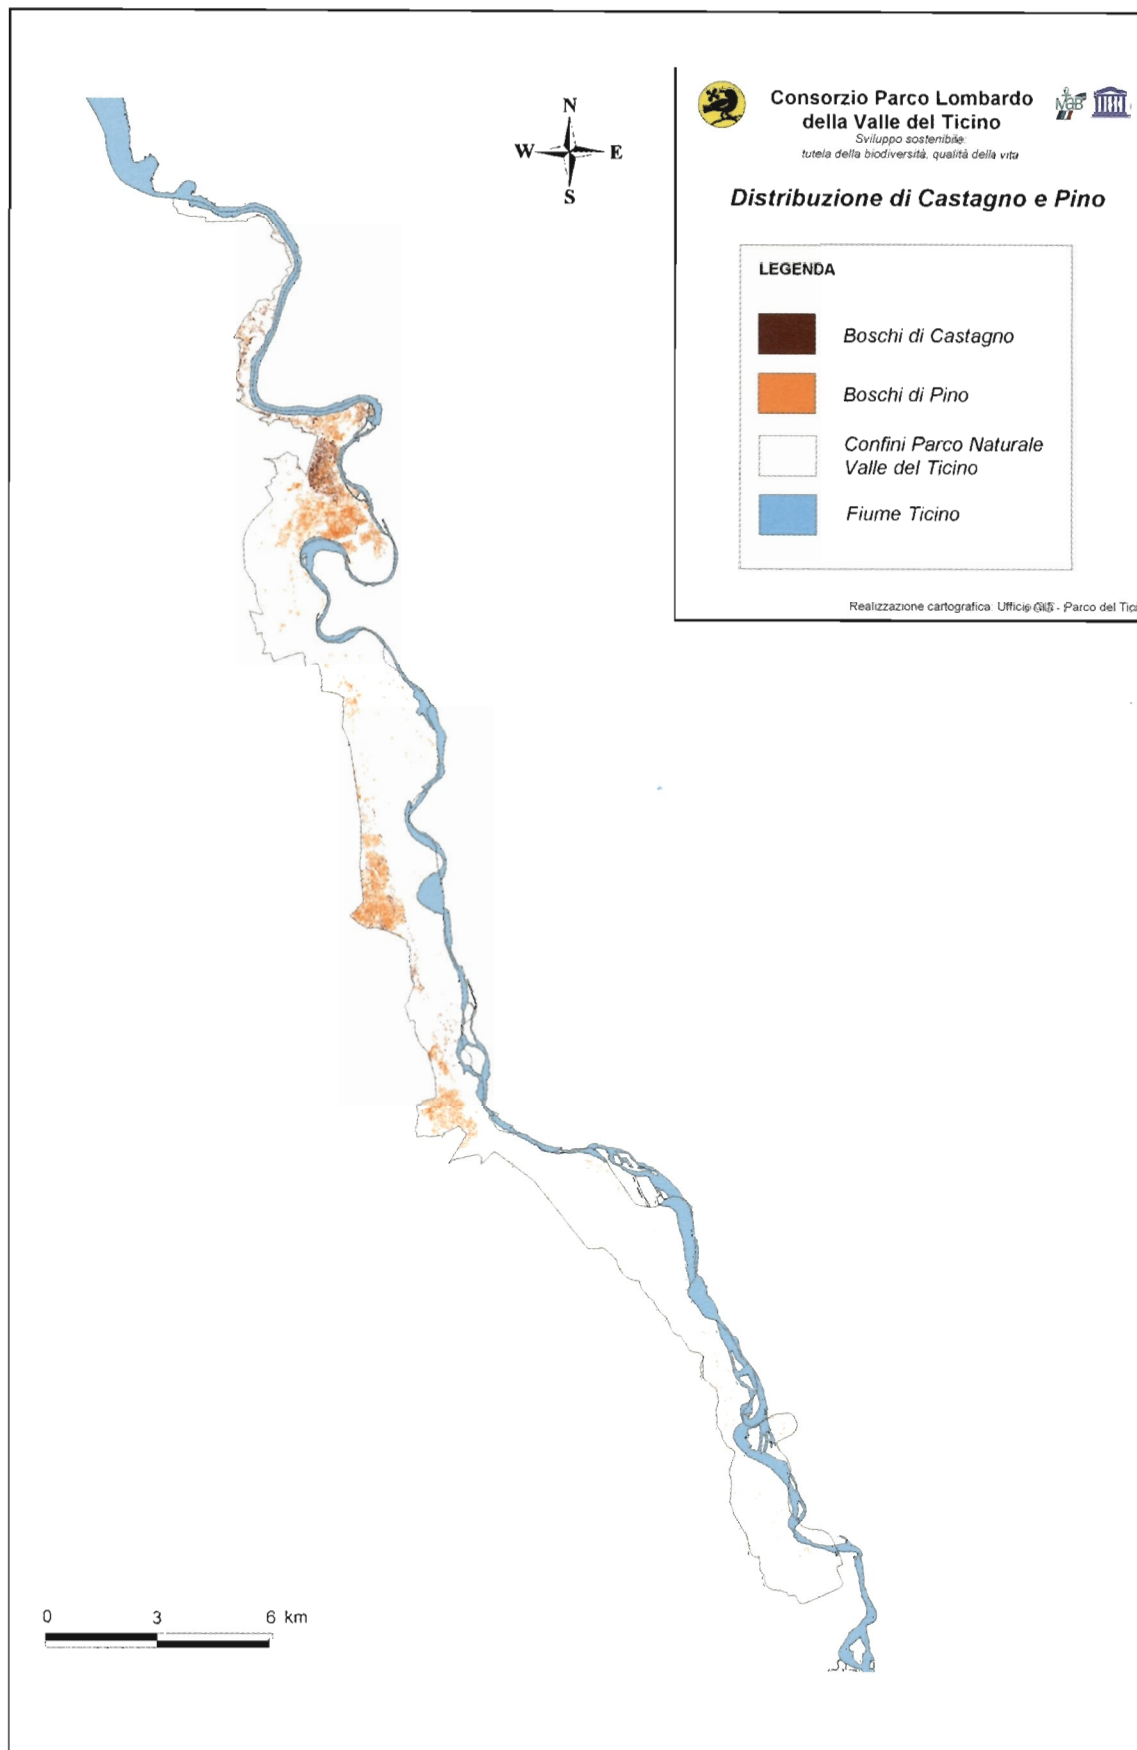 Consorzio Parco Lombardo
della Valle del Ticino
Sviluppo sostenibile:
tutela della biodiversità, qualità della vita
MaB
Distribuzione di Castagno e Pino
LEGENDA
Boschi di Castagno
Boschi di Pino
Confini Parco Naturale
Valle del Ticino
Fiume Ticino
Realizzazione cartografica: Ufficio GIS - Parco del Tici
N
W E
S
0 3 6 km